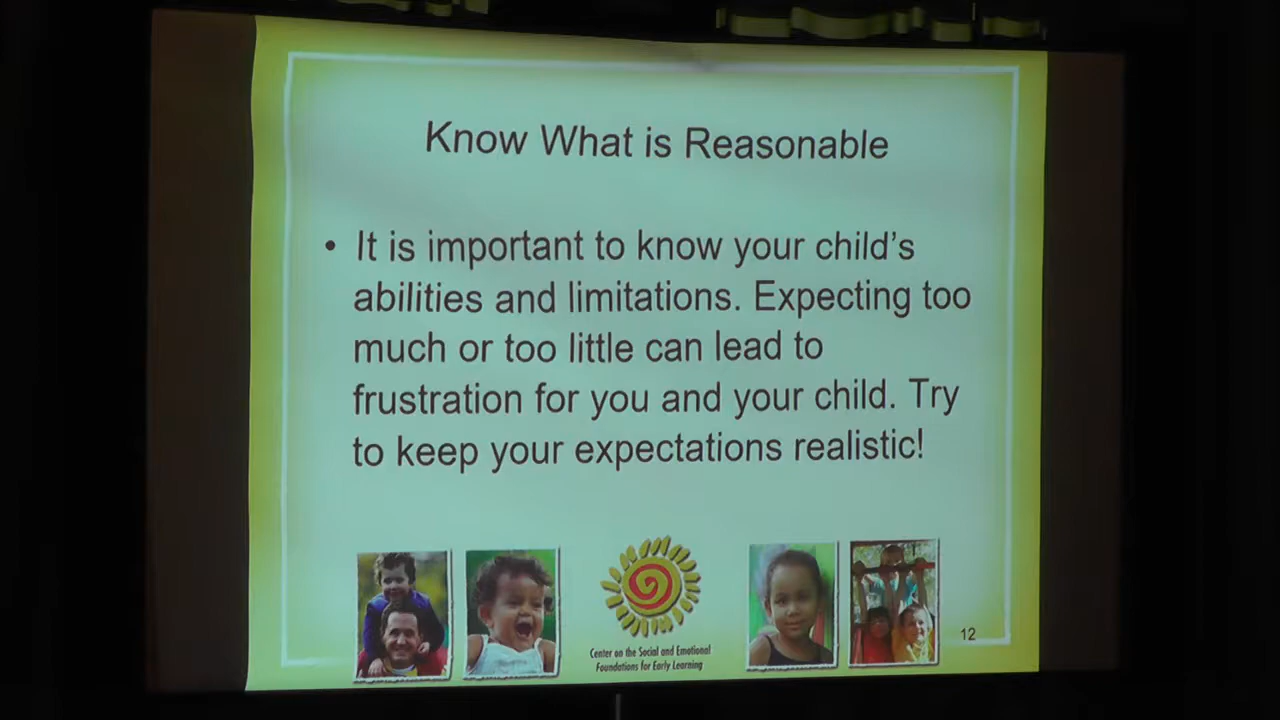 Know What is Reasonable
• It is important to know your child's
abilities and limitations. Expecting too
much or too little can lead to
frustration for you and your child. Try
to keep your expectations realistic!
Center on the Social and Emotional
Foundations for Early Learning
12